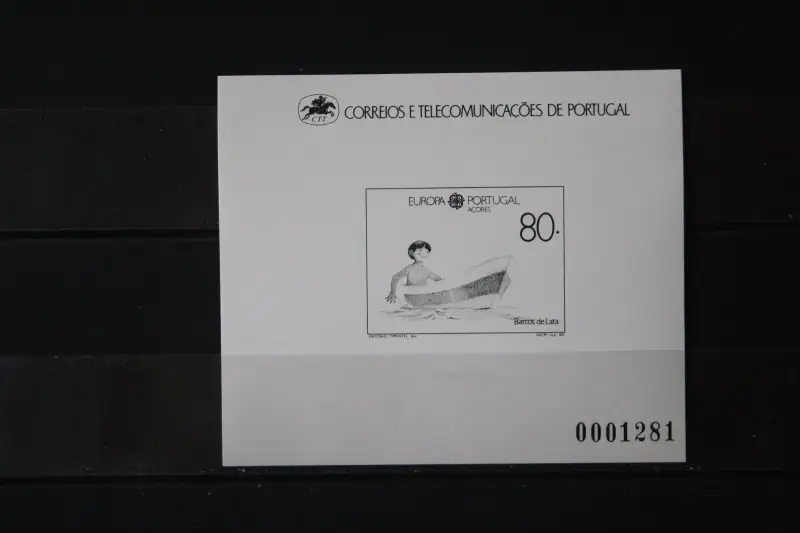 CTT
CORREIOS E TELECOMUNICAÇÕES DE PORTUGAL
EUROPA PORTUGAL
AÇORES
80.
Barcos de Lata
0001281